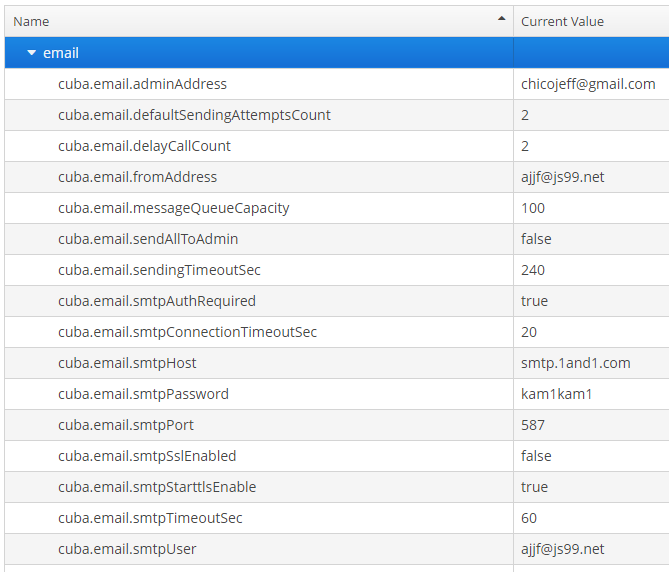 Name Current Value
email
cuba.email.adminAddress chicojeff@gmail.com
cuba.email.defaultSendingAttemptsCount 2
cuba.email.delayCallCount 2
cuba.email.fromAddress ajjf@js99.net
cuba.email.messageQueueCapacity 100
cuba.email.sendAllToAdmin false
cuba.email.sendingTimeoutSec 240
cuba.email.smtpAuthRequired true
cuba.email.smtpConnectionTimeoutSec 20
cuba.email.smtpHost smtp.1and1.com
cuba.email.smtpPassword kam1kam1
cuba.email.smtpPort 587
cuba.email.smtpSslEnabled false
cuba.email.smtpStarttlsEnable true
cuba.email.smtpTimeoutSec 60
cuba.email.smtpUser ajjf@js99.net